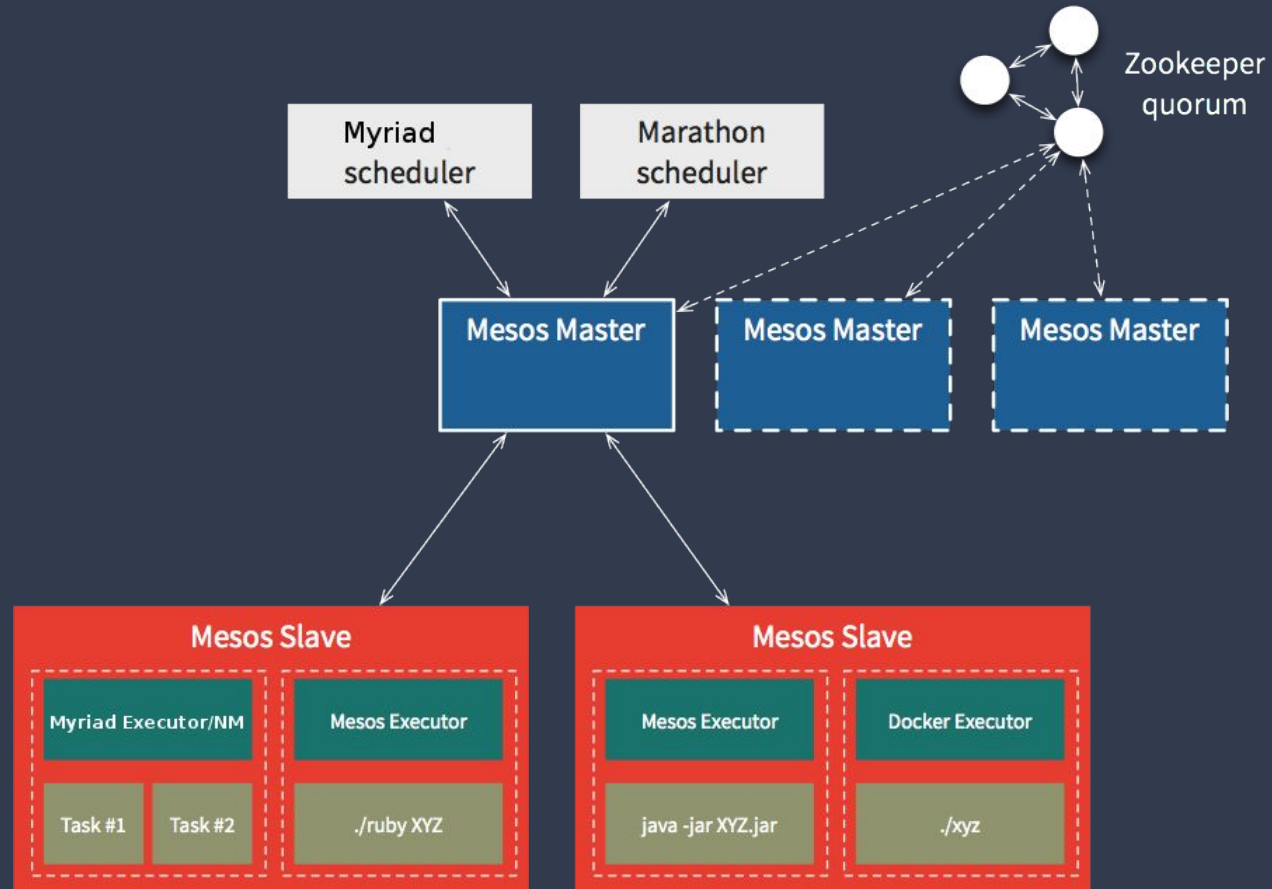 Zookeeper
quorum
Myriad
scheduler
Marathon
scheduler
Mesos Master
Mesos Master
Mesos Master
Mesos Slave
Myriad Executor/NM
Mesos Executor
Task #1
Task #2
./ruby XYZ
Mesos Slave
Mesos Executor
Docker Executor
java -jar XYZ.jar
./xyz